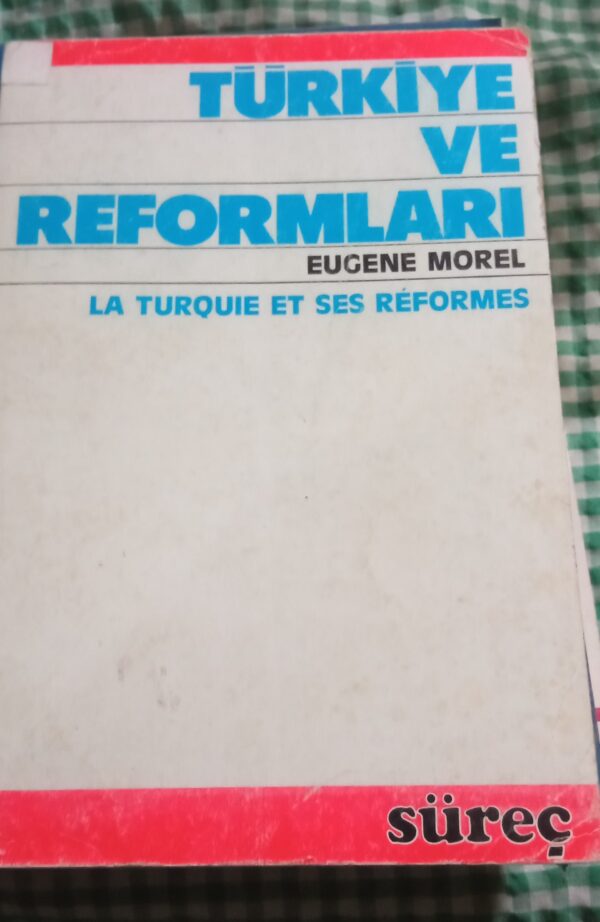 TÜRKİYE
VE
REFORMLARI
EUGENE MOREL
LA TURQUIE ET SES RÉFORMES
süreç